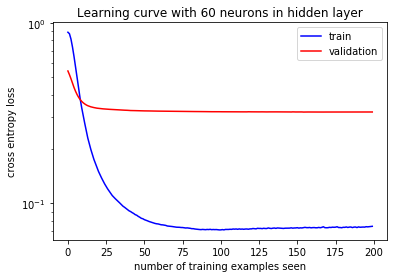 Learning curve with 60 neurons in hidden layer
train
validation
cross entropy loss
10⁰
10⁻¹
0 25 50 75 100 125 150 175 200
number of training examples seen